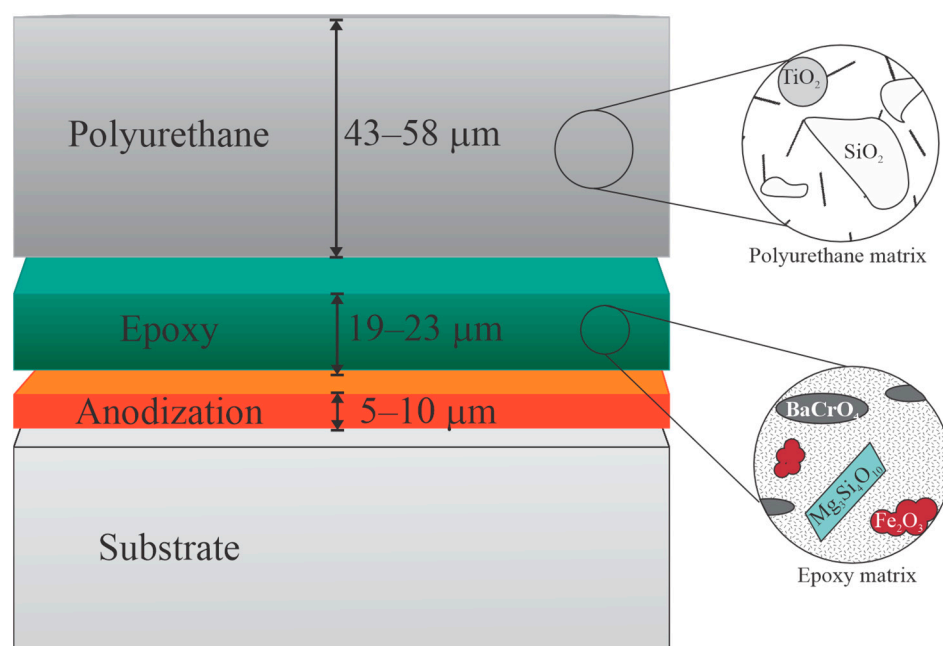 Polyurethane
43–58 μm
TiO₂
SiO₂
Polyurethane matrix
Epoxy
19–23 μm
Anodization
5–10 μm
BaCrO₄
Mg₃Si₄O₁₀
Fe₂O₃
Epoxy matrix
Substrate